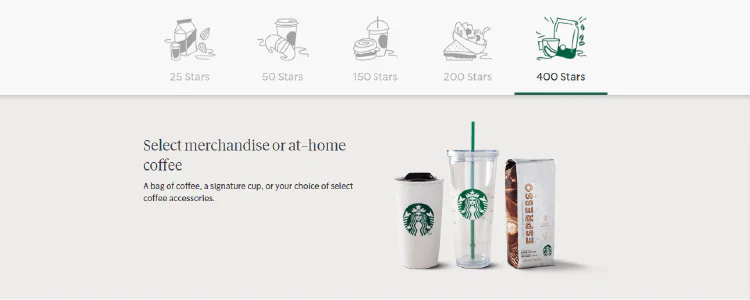 25 Stars
50 Stars
150 Stars
200 Stars
400 Stars
Select merchandise or at-home
coffee
A bag of coffee, a signature cup, or your choice of select
coffee accessories.
ESPRESSO